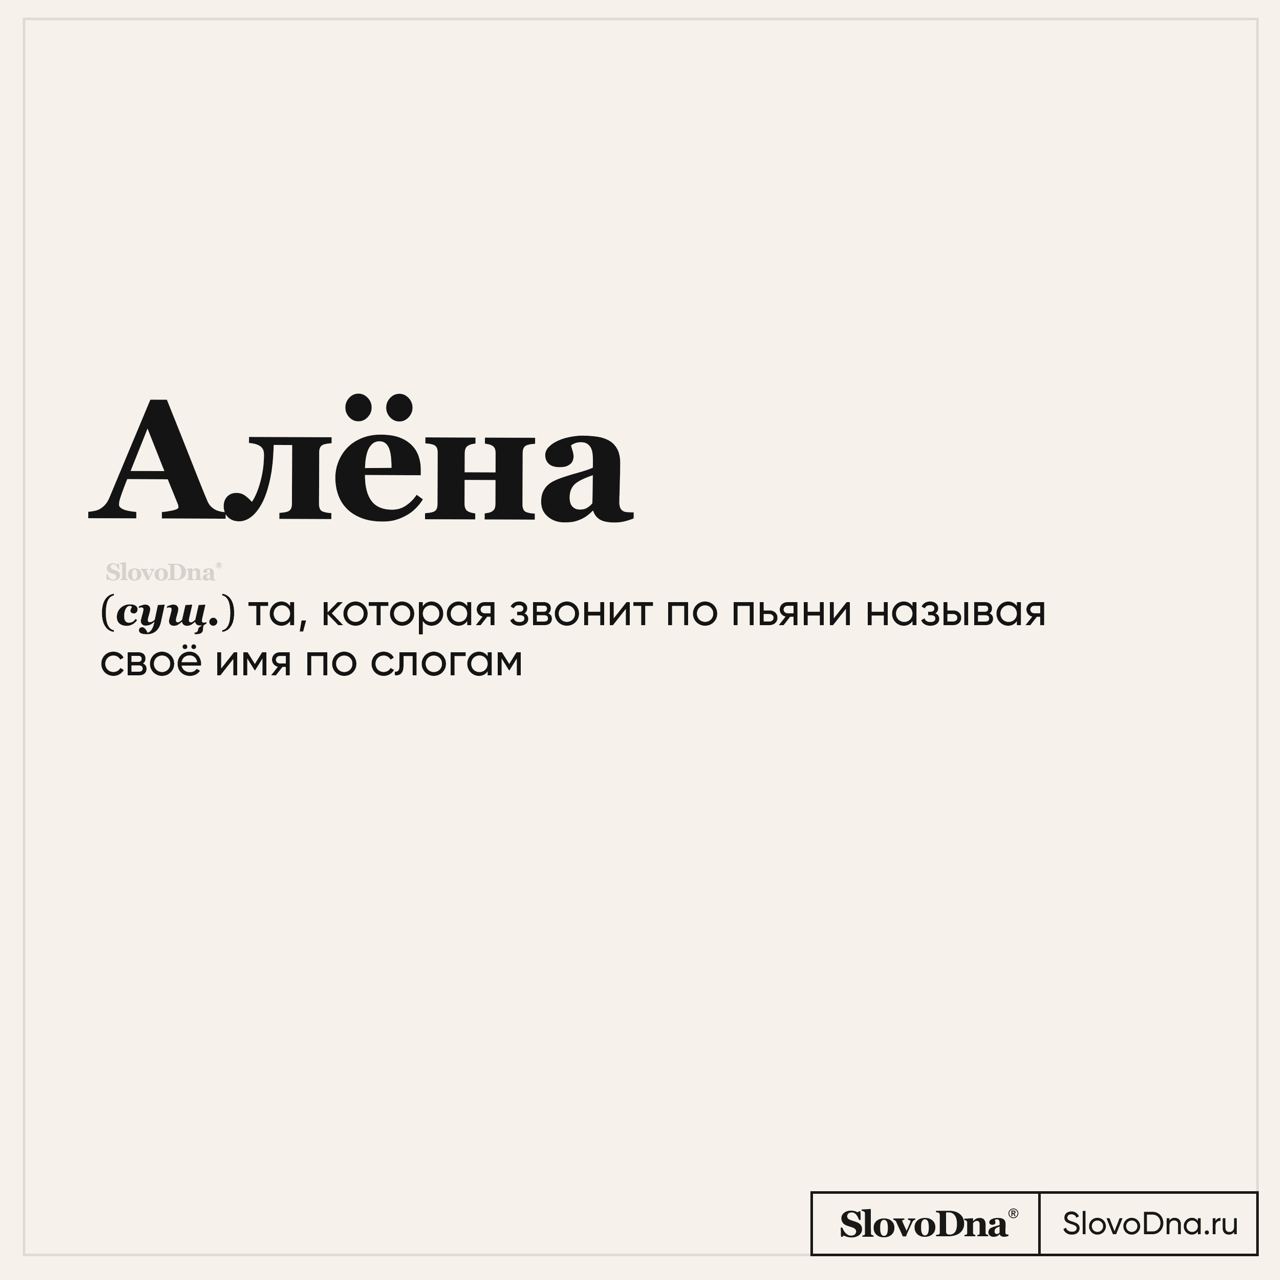 Алёна
SlovoDna®
(сущ.) та, которая звонит по пьяни называя
своё имя по слогам
SlovoDna® SlovoDna.ru